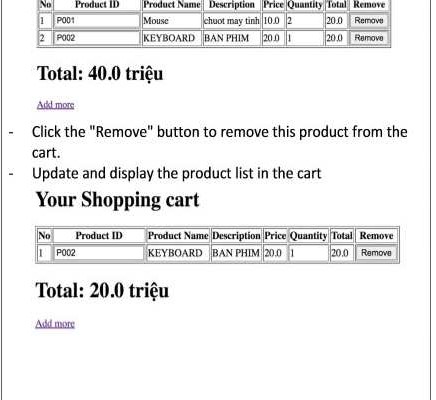 No Product ID Product Name Description Price Quantity Total Remove
1 P001 Mouse chuot may tinh 10.0 2 20.0 Remove
2 P002 KEYBOARD BAN PHIM 20.0 1 20.0 Remove
Total: 40.0 triệu
Add more
- Click the "Remove" button to remove this product from the
cart.
- Update and display the product list in the cart
Your Shopping cart
No Product ID Product Name Description Price Quantity Total Remove
1 P002 KEYBOARD BAN PHIM 20.0 1 20.0 Remove
Total: 20.0 triệu
Add more